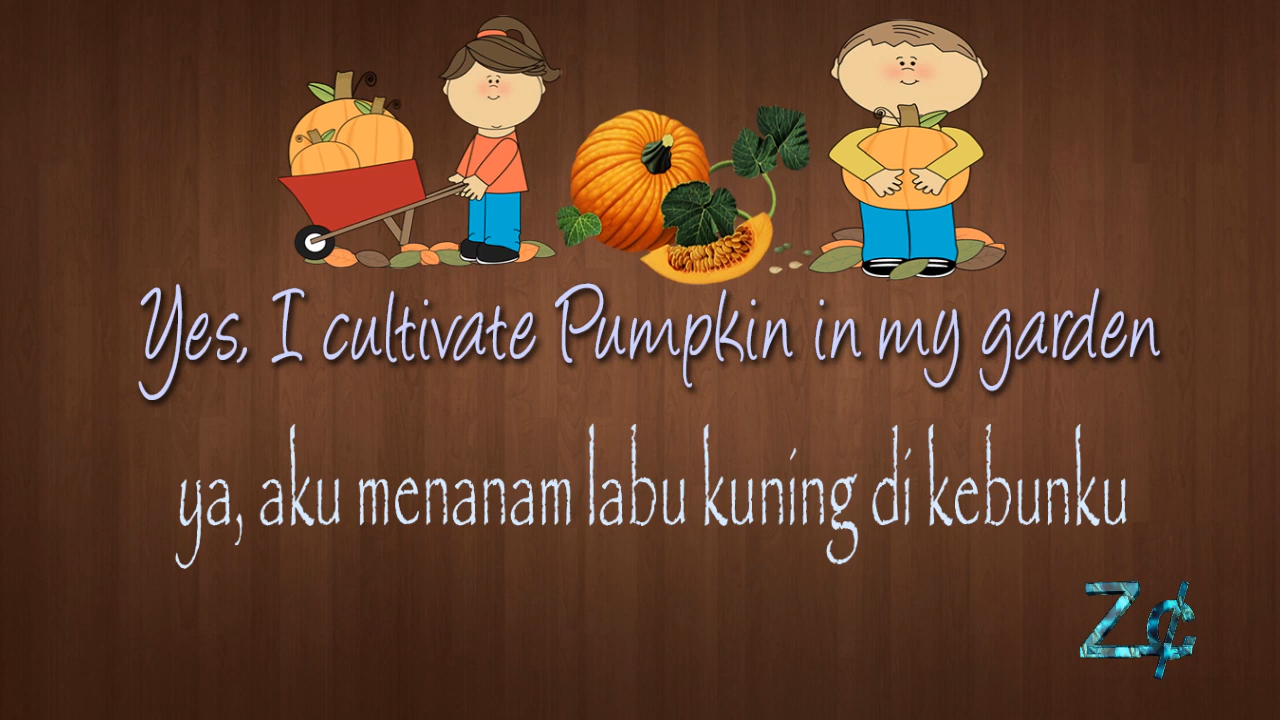 Yes, I cultivate Pumpkin in my garden
ya, aku menanam labu kuning di kebunku
Z¢